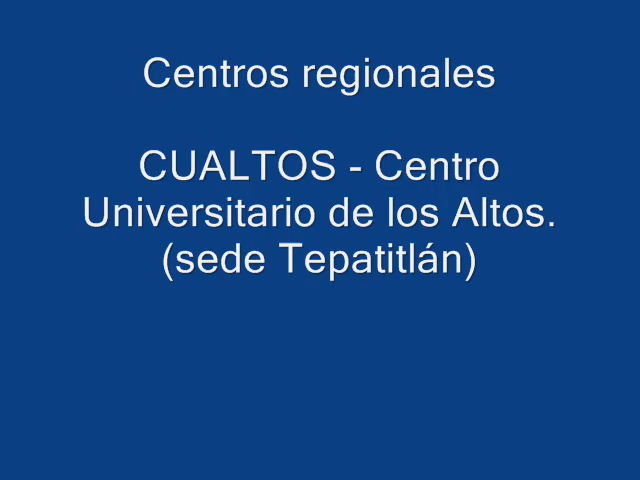 Centros regionales
CUALTOS - Centro
Universitario de los Altos.
(sede Tepatitlán)